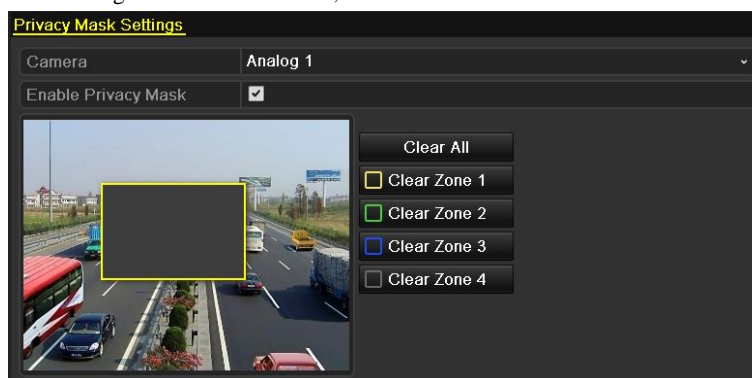 Privacy Mask Settings
Camera Analog 1
Enable Privacy Mask
Clear All
Clear Zone 1
Clear Zone 2
Clear Zone 3
Clear Zone 4